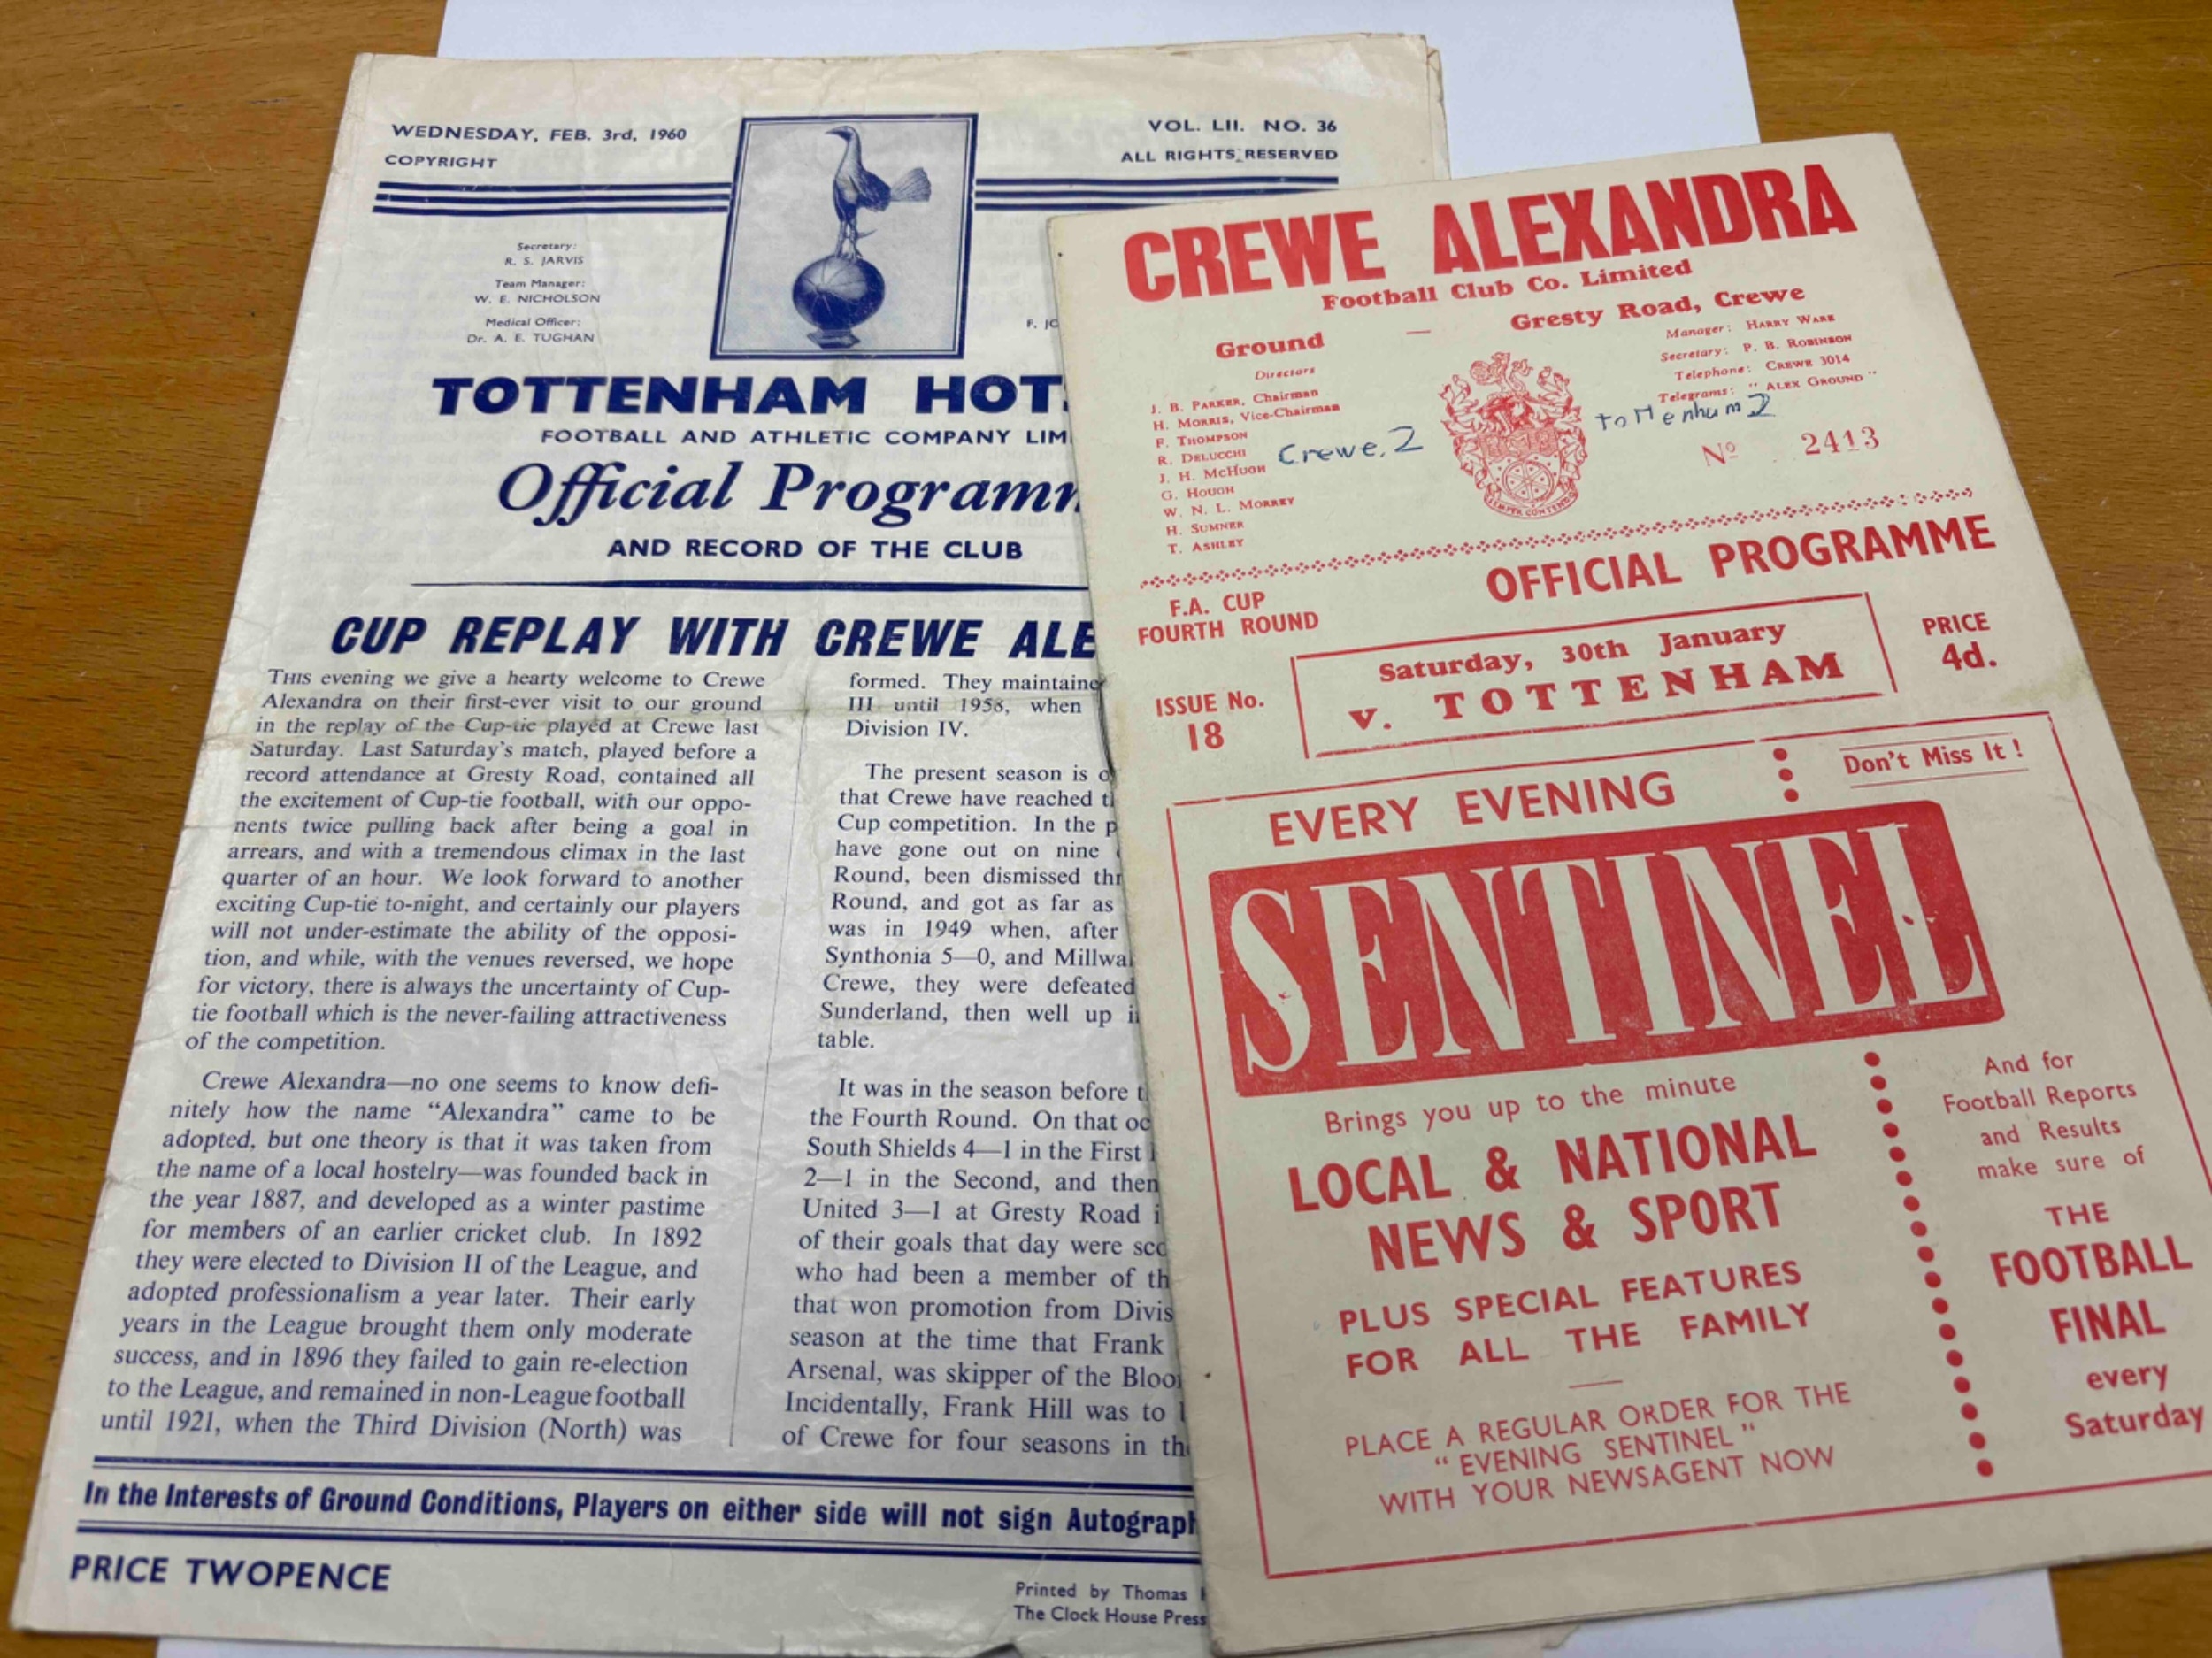 WEDNESDAY, FEB. 3rd, 1960
COPYRIGHT
VOL. LII. NO. 36
ALL RIGHTS RESERVED
Secretary:
R. S. JARVIS
Team Manager:
W. E. NICHOLSON
Medical Officer:
Dr. A. E. TUGHAN
F. JC
TOTTENHAM HOT
FOOTBALL AND ATHLETIC COMPANY LIM
Official Program
AND RECORD OF THE CLUB
CUP REPLAY WITH CREWE ALE
THIS evening we give a hearty welcome to Crewe
Alexandra on their first-ever visit to our ground
in the replay of the Cup-tie played at Crewe last
Saturday. Last Saturday's match, played before a
record attendance at Gresty Road, contained all
the excitement of Cup-tie football, with our oppo-
nents twice pulling back after being a goal in
arrears, and with a tremendous climax in the last
quarter of an hour. We look forward to another
exciting Cup-tie to-night, and certainly our players
will not under-estimate the ability of the opposi-
tion, and while, with the venues reversed, we hope
for victory, there is always the uncertainty of Cup-
tie football which is the never-failing attractiveness
of the competition.
Crewe Alexandra—no one seems to know defi-
nitely how the name "Alexandra" came to be
adopted, but one theory is that it was taken from
the name of a local hostelry—was founded back in
the year 1887, and developed as a winter pastime
for members of an earlier cricket club. In 1892
they were elected to Division II of the League, and
adopted professionalism a year later. Their early
years in the League brought them only moderate
success, and in 1896 they failed to gain re-election
to the League, and remained in non-League football
until 1921, when the Third Division (North) was
formed. They maintained
III until 1958, when
Division IV.
The present season is
that Crewe have reached
Cup competition. In the p
have gone out on nine
Round, been dismissed thr
Round, and got as far as
was in 1949 when, after
Synthonia 5—0, and Millwal
Crewe, they were defeated
Sunderland, then well up i
table.
It was in the season before
the Fourth Round. On that oc
South Shields 4—1 in the First
2—1 in the Second, and then
United 3—1 at Gresty Road i
of their goals that day were sco
who had been a member of th
that won promotion from Divis
season at the time that Frank
Arsenal, was skipper of the Bloo
Incidentally, Frank Hill was to
of Crewe for four seasons in th
In the Interests of Ground Conditions, Players on either side will not sign Autograph
PRICE TWOPENCE
Printed by Thomas
The Clock House Press
CREWE ALEXANDRA
Football Club Co. Limited
Ground — Gresty Road, Crewe
Directors
J. B. PARKER, Chairman
H. MORRIS, Vice-Chairman
F. THOMPSON
R. DELUCCHI
J. H. McHUGH
G. HOUGH
W. N. L. MORREY
H. SUMNER
T. ASHLEY
Manager: HARRY WARE
Secretary: P. B. ROBINSON
Telephone: CREWE 3014
Telegrams: "ALEX GROUND"
Crewe. 2
Tottenham 2
SEMPER CONTENDO
No 2413
OFFICIAL PROGRAMME
F.A. CUP
FOURTH ROUND
ISSUE No.
18
Saturday, 30th January
v. TOTTENHAM
PRICE
4d.
EVERY EVENING
Don't Miss It!
SENTINEL
Brings you up to the minute
LOCAL & NATIONAL
NEWS & SPORT
PLUS SPECIAL FEATURES
FOR ALL THE FAMILY
PLACE A REGULAR ORDER FOR THE
"EVENING SENTINEL"
WITH YOUR NEWSAGENT NOW
And for
Football Reports
and Results
make sure of
THE
FOOTBALL
FINAL
every
Saturday